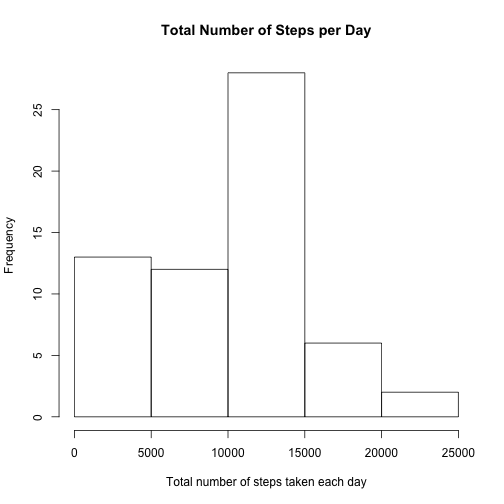 Total Number of Steps per Day
Frequency
25
20
15
10
5
0
0 5000 10000 15000 20000 25000
Total number of steps taken each day